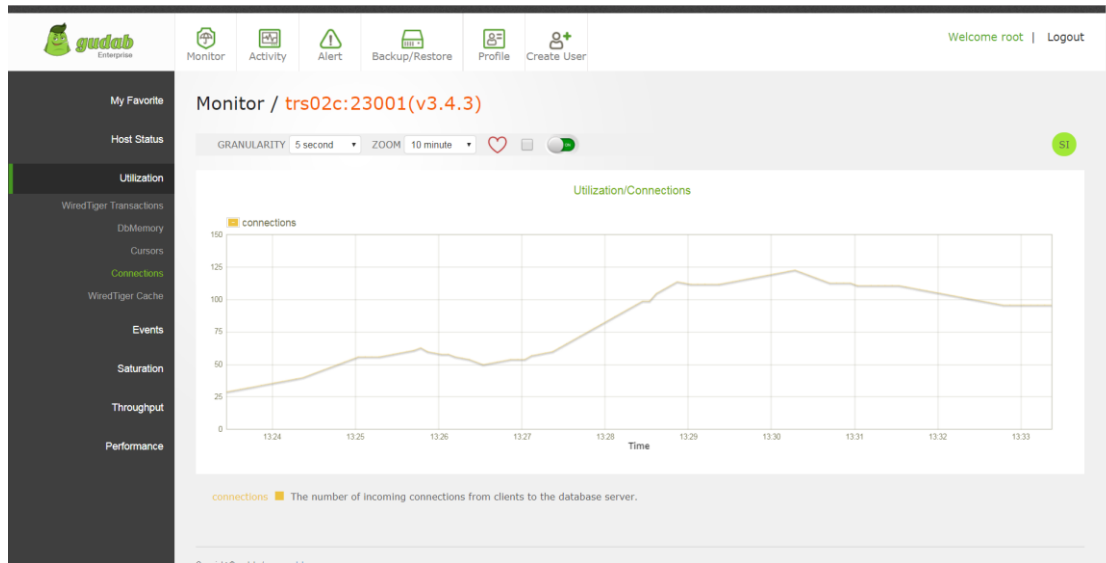 gudab
Enterprise
Monitor
Activity
Alert
Backup/Restore
Profile
Create User
Welcome root | Logout
My Favorite
Host Status
Utilization
WiredTiger Transactions
DbMemory
Cursors
Connections
WiredTiger Cache
Events
Saturation
Throughput
Performance
Monitor / trs02c:23001(v3.4.3)
GRANULARITY 5 second ZOOM 10 minute
SI
Utilization/Connections
connections
150
125
100
75
50
25
0
13:24 13:25 13:26 13:27 13:28 13:29 13:30 13:31 13:32 13:33
Time
connections The number of incoming connections from clients to the database server.